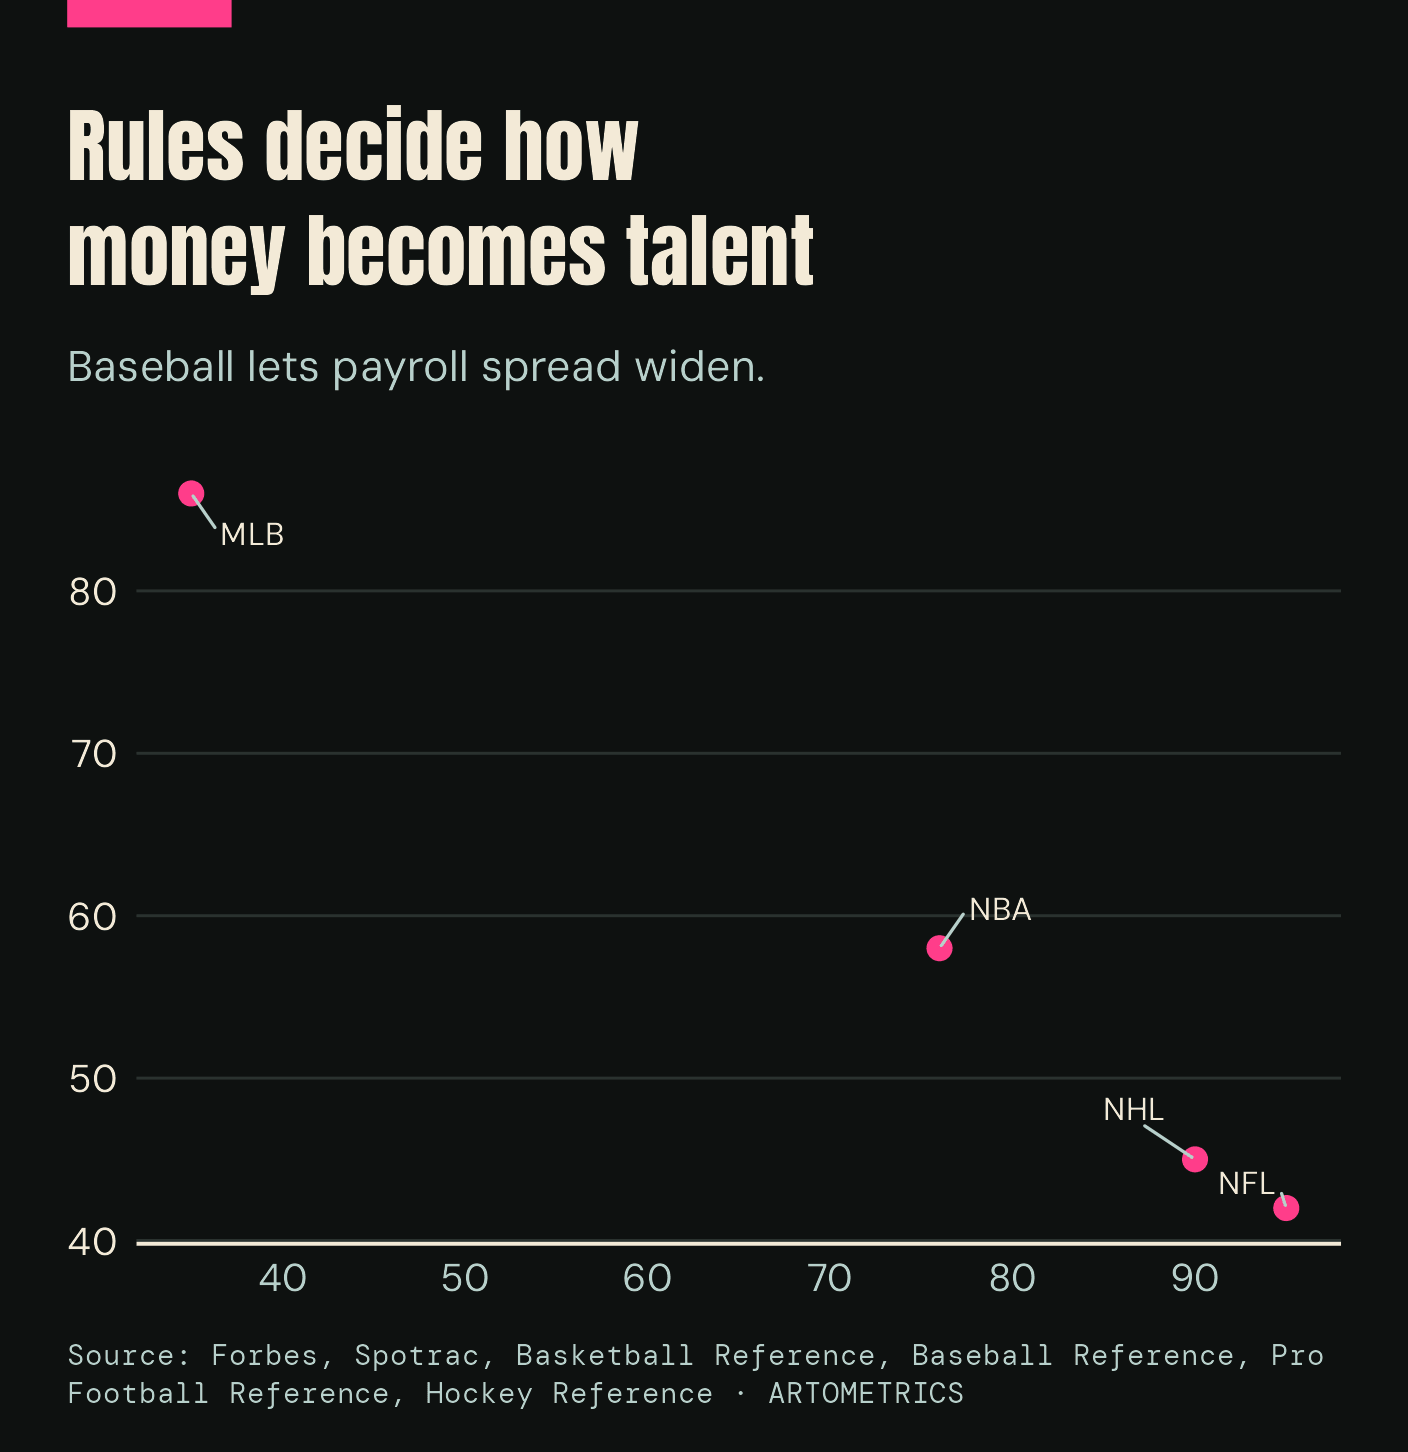 Rules decide how
money becomes talent
Baseball lets payroll spread widen.
MLB
80
70
60
NBA
50
NHL
NFL
40
40 50 60 70 80 90
Source: Forbes, Spotrac, Basketball Reference, Baseball Reference, Pro
Football Reference, Hockey Reference · ARTOMETRICS